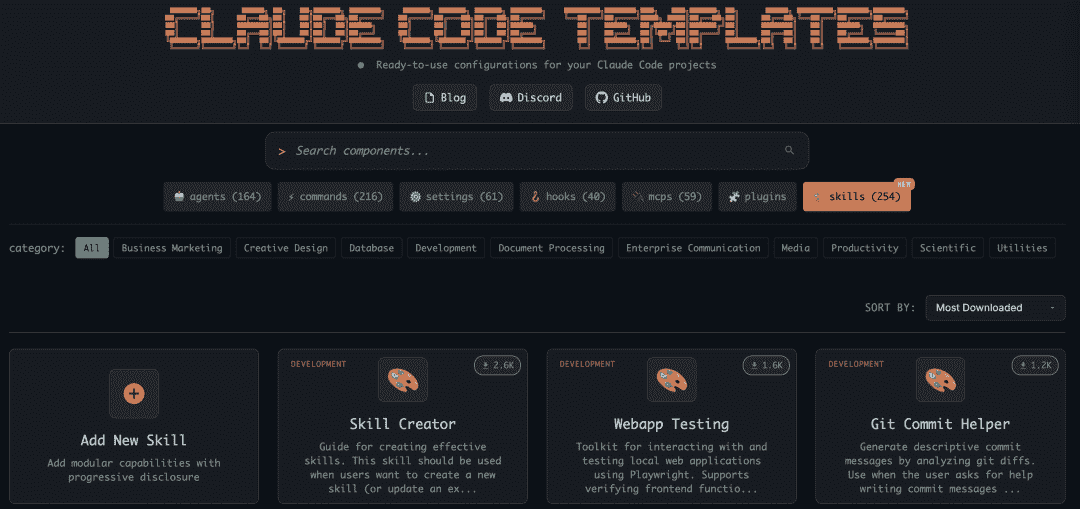 CLAUDE CODE TEMPLATES
Ready-to-use configurations for your Claude Code projects
Blog
Discord
GitHub
> Search components...
agents (164)
commands (216)
settings (61)
hooks (40)
mcps (59)
plugins
skills (254)
NEW
category:
All
Business Marketing
Creative Design
Database
Development
Document Processing
Enterprise Communication
Media
Productivity
Scientific
Utilities
SORT BY:
Most Downloaded
Add New Skill
Add modular capabilities with
progressive disclosure
DEVELOPMENT
2.6K
Skill Creator
Guide for creating effective
skills. This skill should be used
when users want to create a new
skill (or update an ex...
DEVELOPMENT
1.6K
Webapp Testing
Toolkit for interacting with and
testing local web applications
using Playwright. Supports
verifying frontend functio...
DEVELOPMENT
1.2K
Git Commit Helper
Generate descriptive commit
messages by analyzing git diffs.
Use when the user asks for help
writing commit messages ...